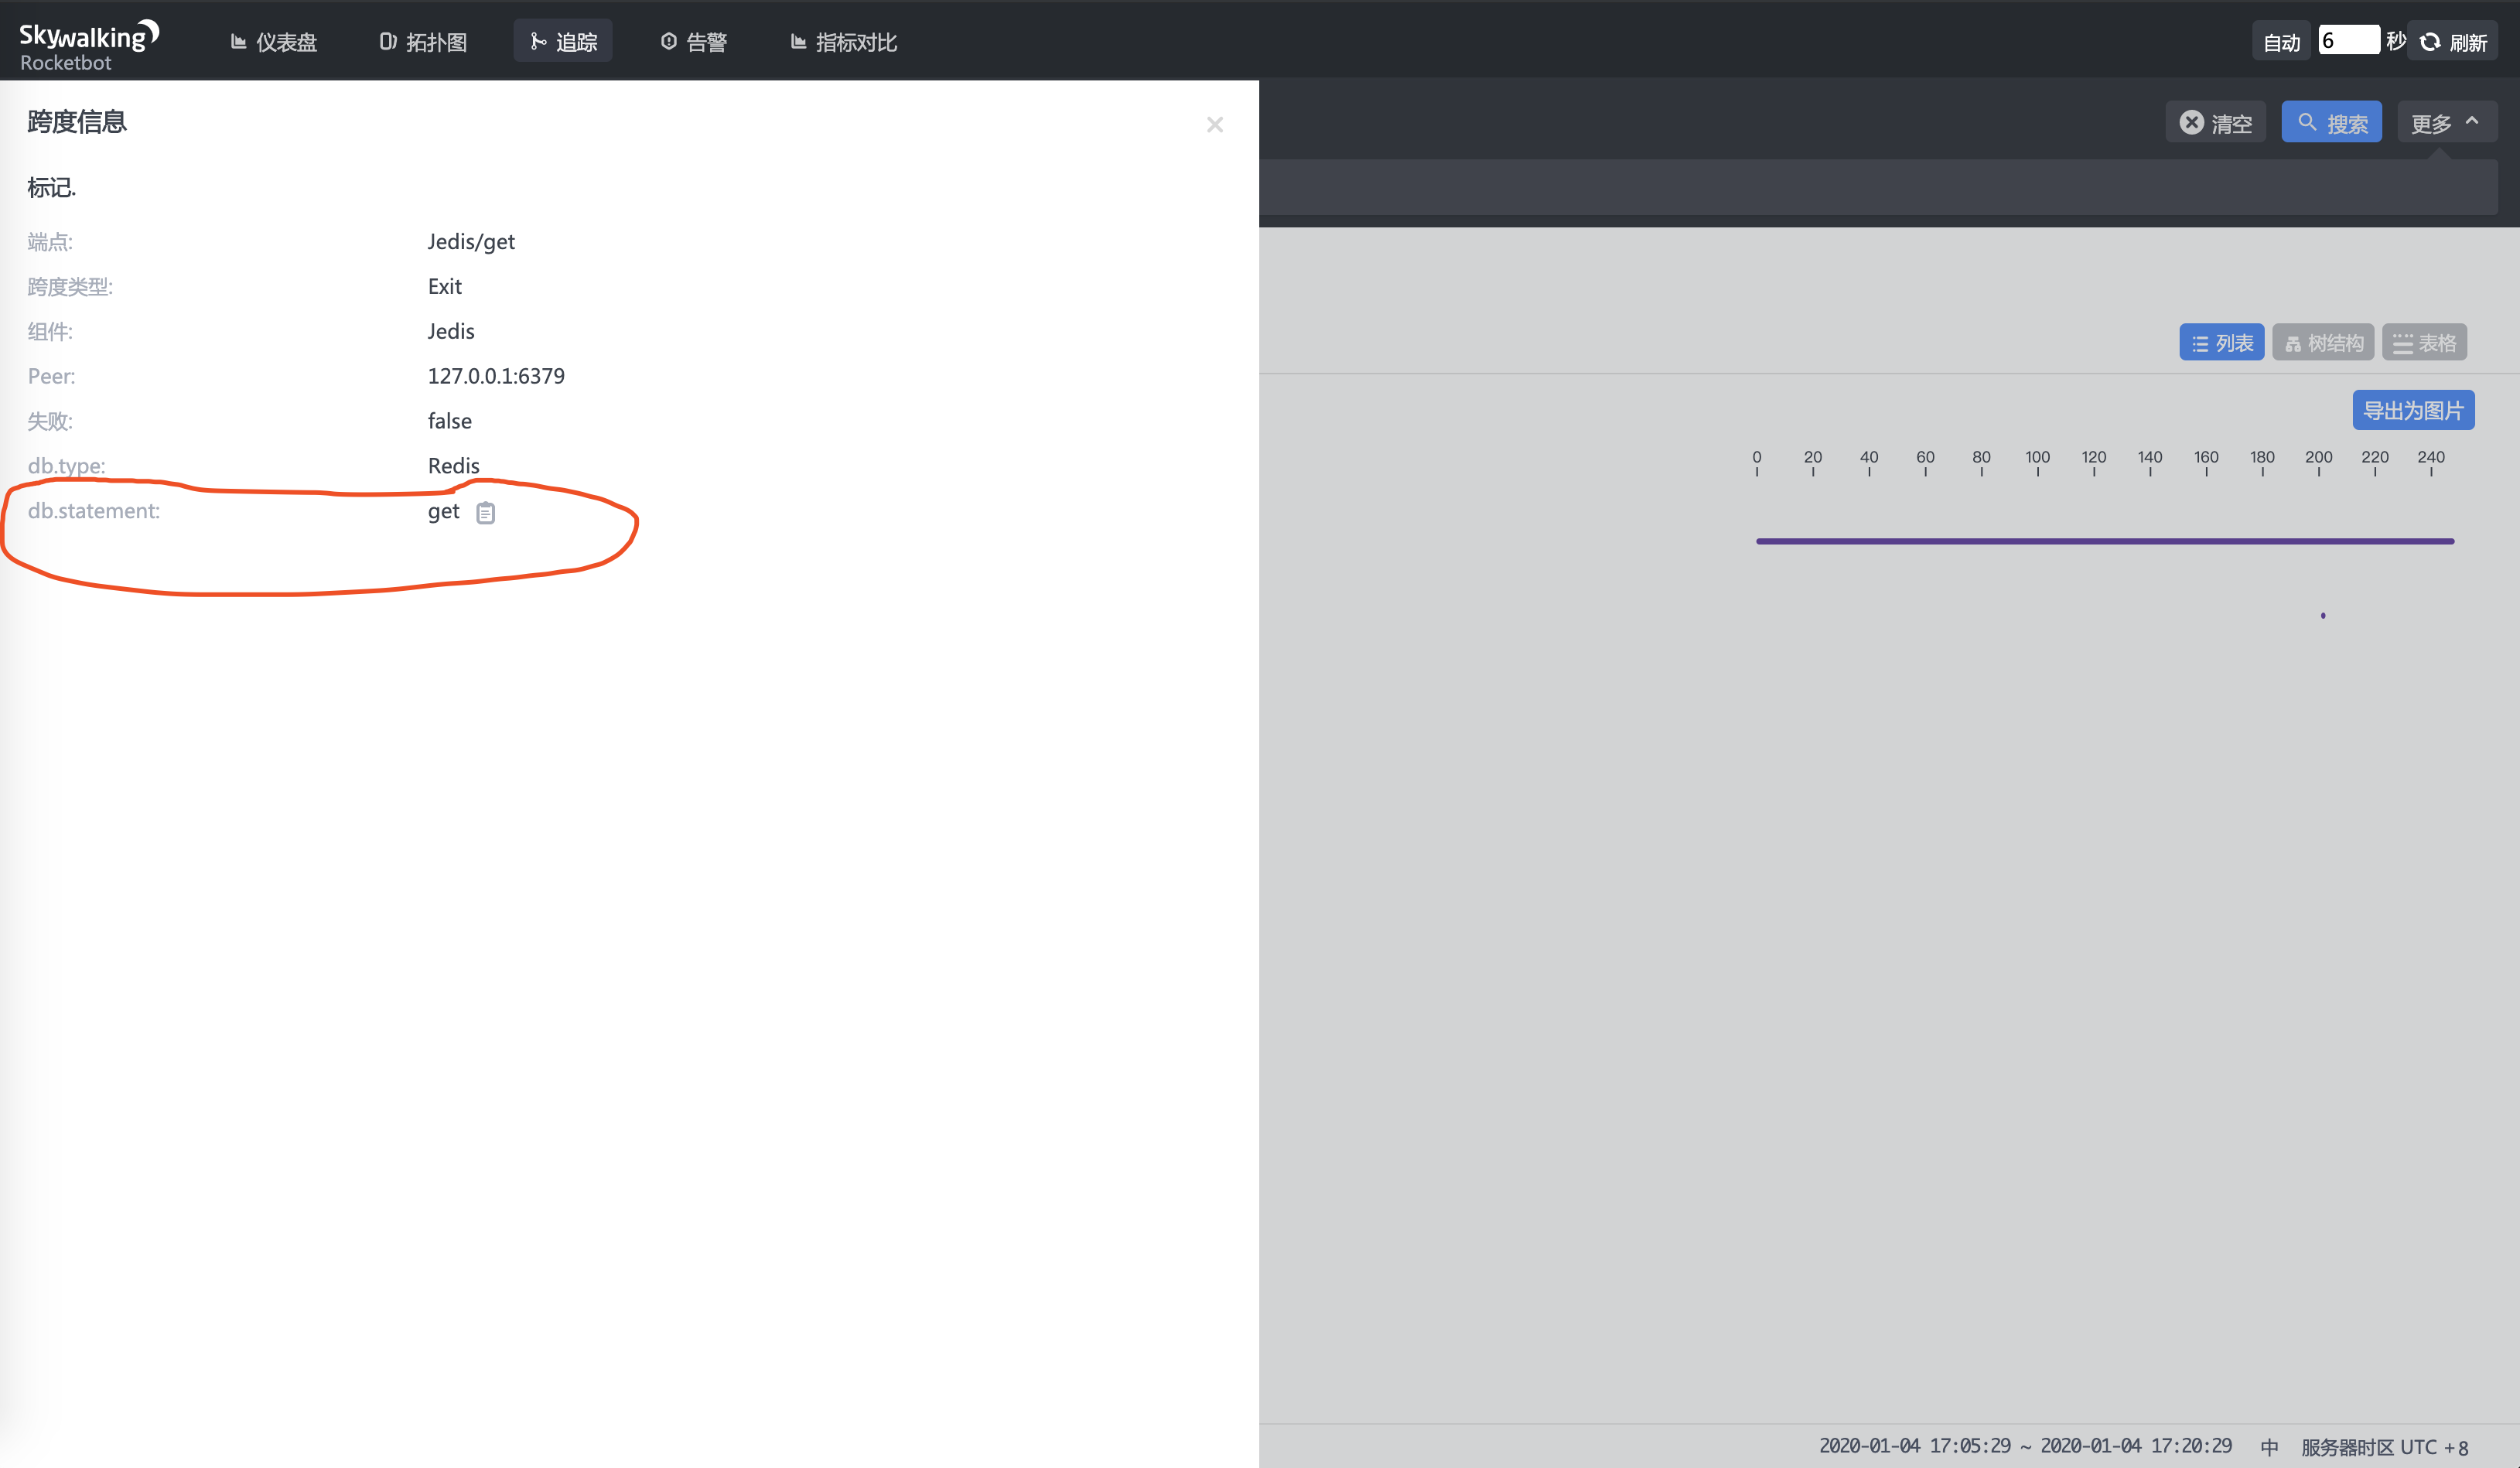 Skywalking
Rocketbot
仪表盘 拓扑图 追踪 告警 指标对比 自动 6 秒 刷新
跨度信息
清空 搜索 更多
标记.
端点: Jedis/get
跨度类型: Exit
组件: Jedis
列表 树结构 表格
Peer: 127.0.0.1:6379
失败: false
导出为图片
db.type: Redis
0 20 40 60 80 100 120 140 160 180 200 220 240
db.statement: get
2020-01-04 17:05:29 ~ 2020-01-04 17:20:29 中 服务器时区 UTC +8